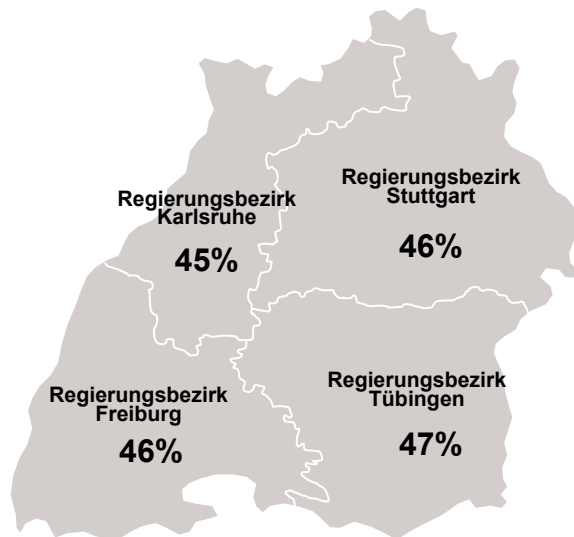 Regierungsbezirk
Stuttgart
46%
Regierungsbezirk
Karlsruhe
45%
Regierungsbezirk
Tübingen
47%
Regierungsbezirk
Freiburg
46%